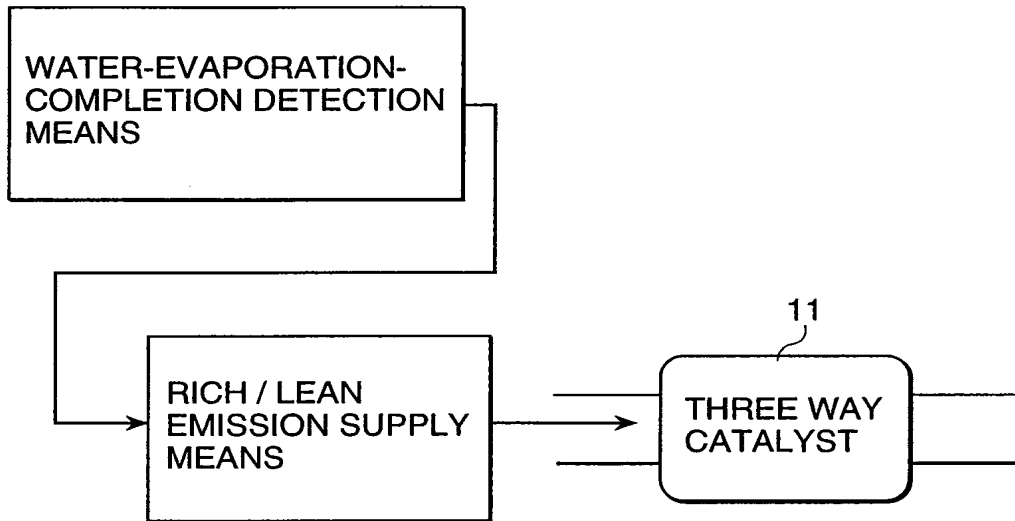 WATER-EVAPORATION-
COMPLETION DETECTION
MEANS
11
RICH / LEAN
EMISSION SUPPLY
MEANS
THREE WAY
CATALYST